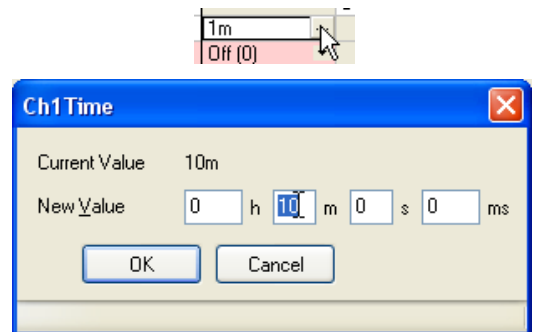 1m ...
Off (0)
Ch1Time
Current Value 10m
New Value 0 h 10 m 0 s 0 ms
OK Cancel